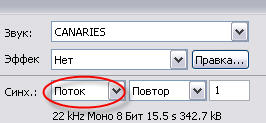 Звук: CANARIES
Эффек Нет Правка...
Синх.: Поток Повтор 1
22 kHz Моно 8 Бит 15.5 s 342.7 kB